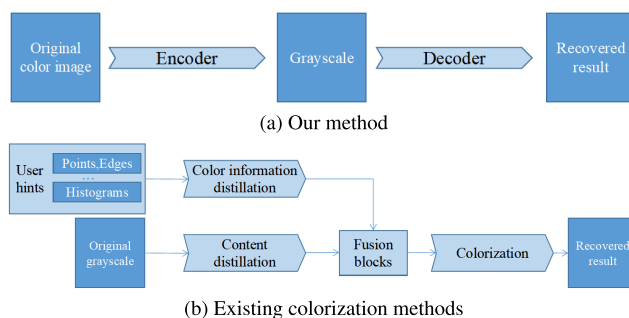 Original
color image
Encoder
Grayscale
Decoder
Recovered
result
(a) Our method
User
hints
Points,Edges
...
Histograms
Color information
distillation
Original
grayscale
Content
distillation
Fusion
blocks
Colorization
Recovered
result
(b) Existing colorization methods